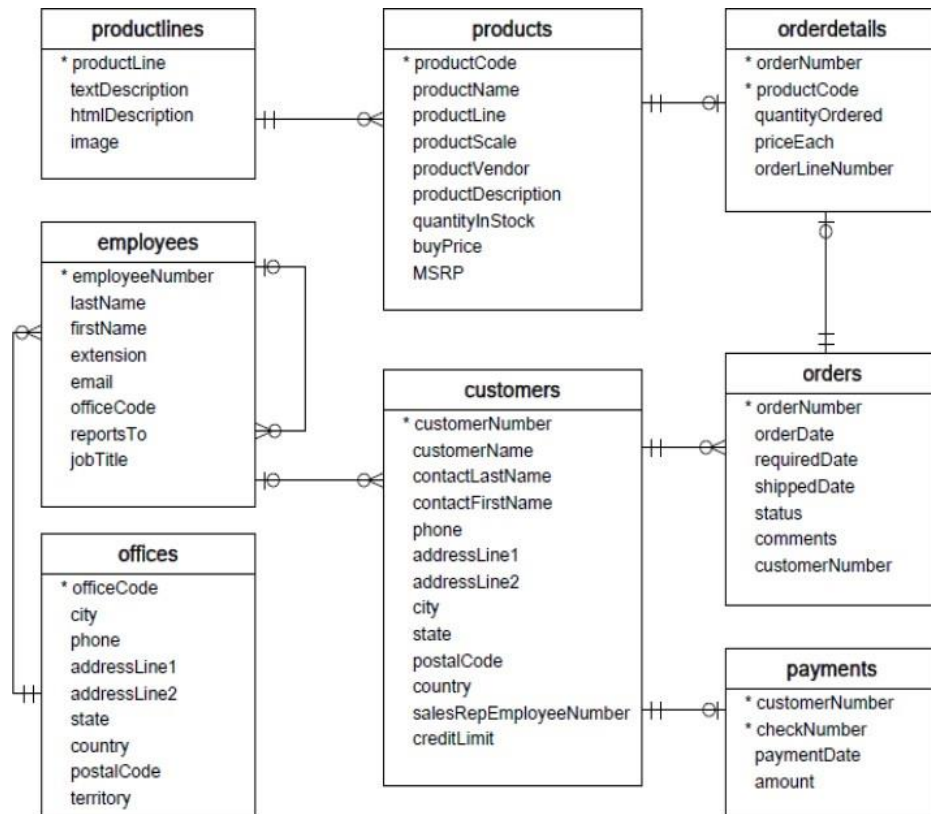 productlines
* productLine
textDescription
htmlDescription
image
products
* productCode
productName
productLine
productScale
productVendor
productDescription
quantityInStock
buyPrice
MSRP
orderdetails
* orderNumber
* productCode
quantityOrdered
priceEach
orderLineNumber
employees
* employeeNumber
lastName
firstName
extension
email
officeCode
reportsTo
jobTitle
customers
* customerNumber
customerName
contactLastName
contactFirstName
phone
addressLine1
addressLine2
city
state
postalCode
country
salesRepEmployeeNumber
creditLimit
orders
* orderNumber
orderDate
requiredDate
shippedDate
status
comments
customerNumber
offices
* officeCode
city
phone
addressLine1
addressLine2
state
country
postalCode
territory
payments
* customerNumber
* checkNumber
paymentDate
amount